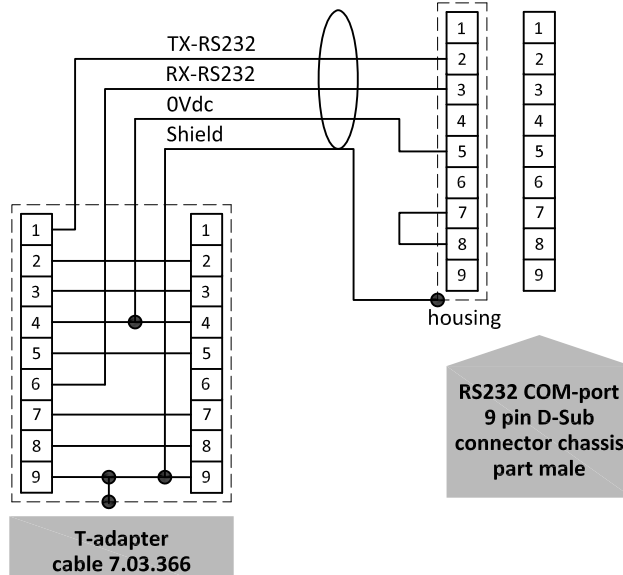 TX-RS232
RX-RS232
0Vdc
Shield
1 1
2 2
3 3
4 4
5 5
6 6
7 7
8 8
9 9
housing
1 1
2 2
3 3
4 4
5 5
6 6
7 7
8 8
9 9
RS232 COM-port
9 pin D-Sub
connector chassis
part male
T-adapter
cable 7.03.366